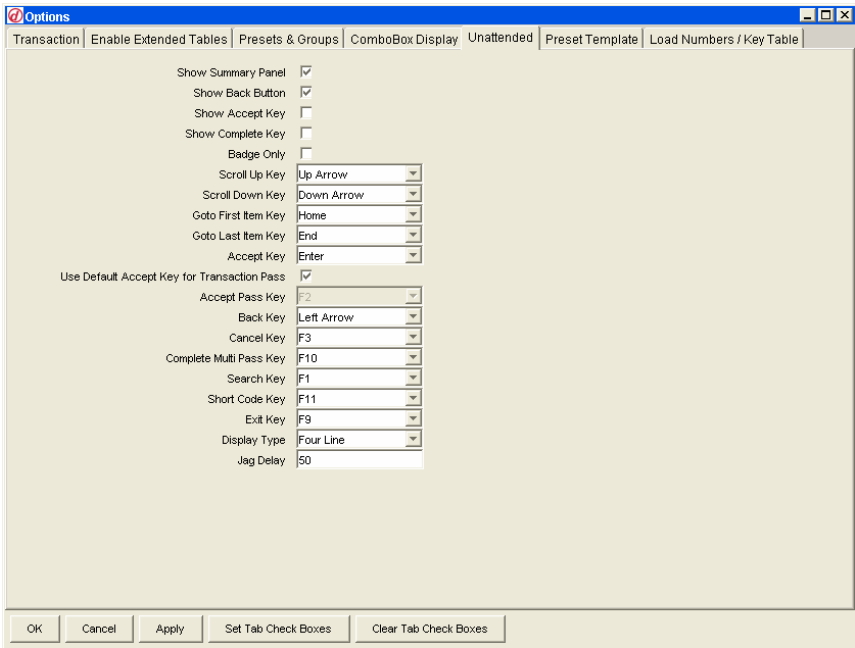 Options
Transaction Enable Extended Tables Presets & Groups ComboBox Display Unattended Preset Template Load Numbers / Key Table
Show Summary Panel
Show Back Button
Show Accept Key
Show Complete Key
Badge Only
Scroll Up Key Up Arrow
Scroll Down Key Down Arrow
Goto First Item Key Home
Goto Last Item Key End
Accept Key Enter
Use Default Accept Key for Transaction Pass
Accept Pass Key F2
Back Key Left Arrow
Cancel Key F3
Complete Multi Pass Key F10
Search Key F1
Short Code Key F11
Exit Key F9
Display Type Four Line
Jag Delay 50
OK Cancel Apply Set Tab Check Boxes Clear Tab Check Boxes